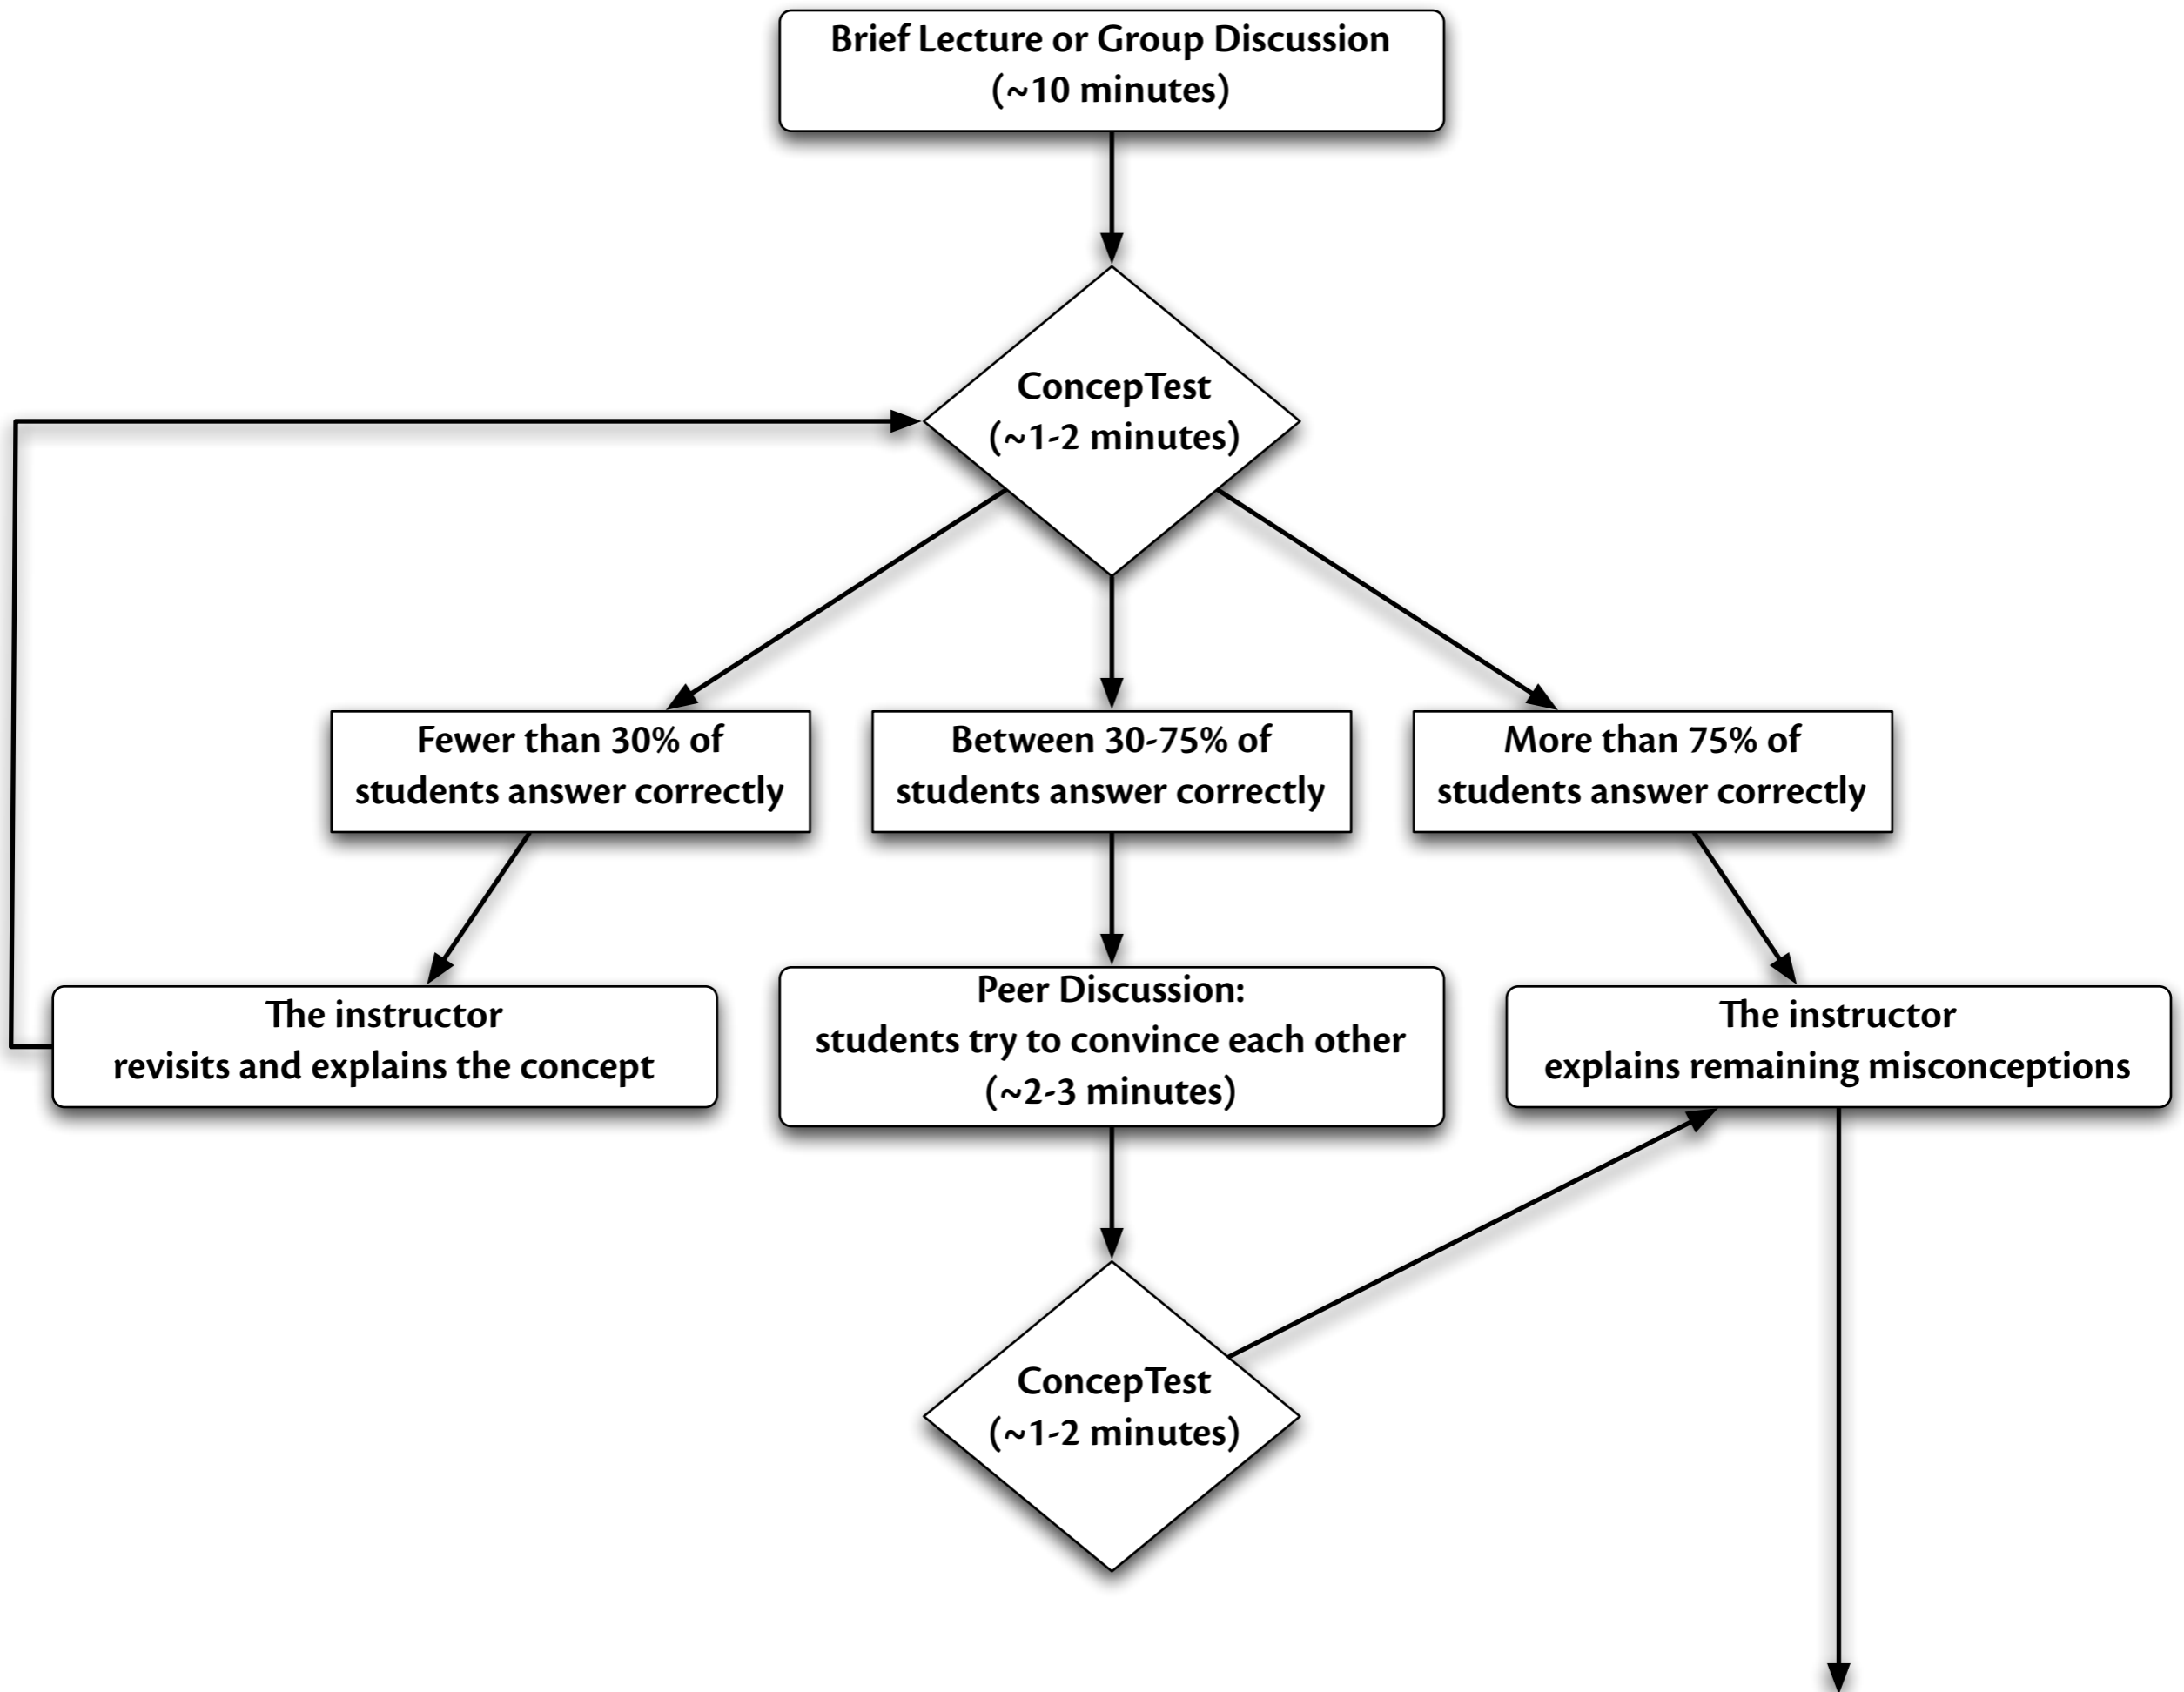 Brief Lecture or Group Discussion
(~10 minutes)
ConcepTest
(~1-2 minutes)
Fewer than 30% of
students answer correctly
Between 30-75% of
students answer correctly
More than 75% of
students answer correctly
The instructor
revisits and explains the concept
Peer Discussion:
students try to convince each other
(~2-3 minutes)
The instructor
explains remaining misconceptions
ConcepTest
(~1-2 minutes)